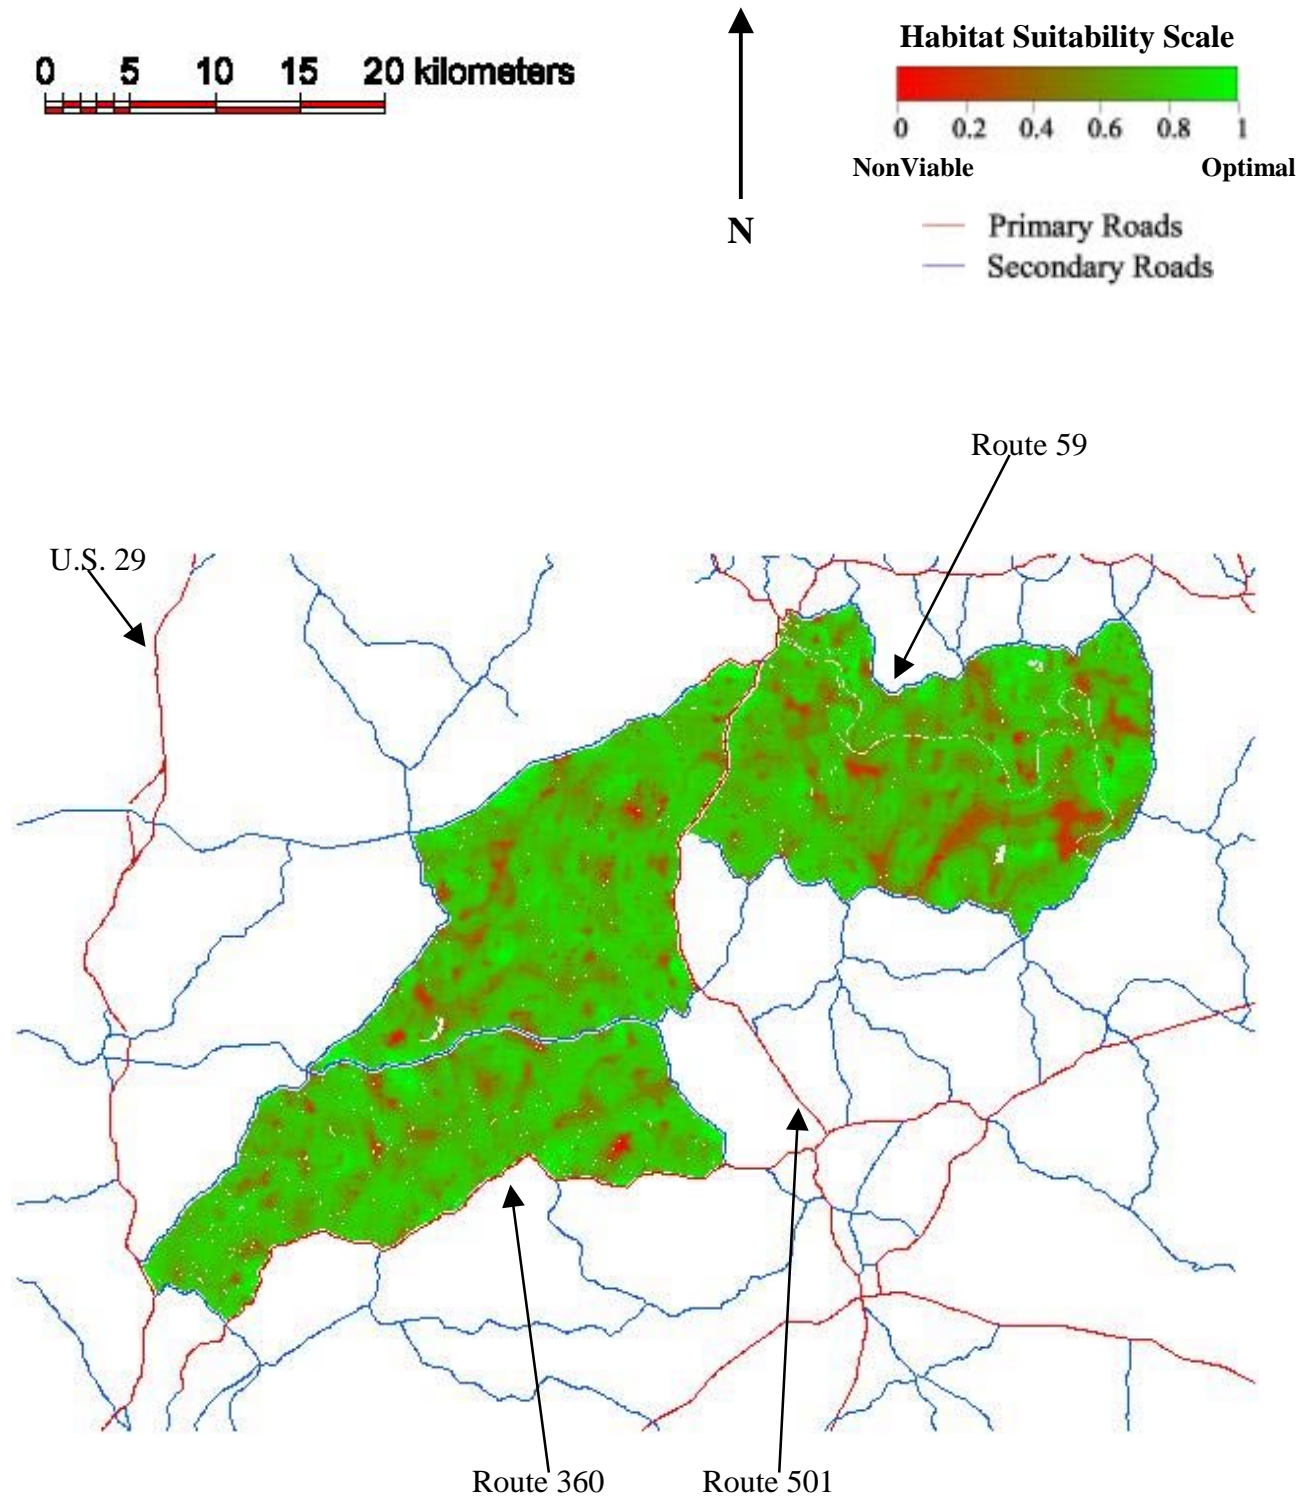 0 5 10 15 20 kilometers
N
Habitat Suitability Scale
0 0.2 0.4 0.6 0.8 1
NonViable Optimal
Primary Roads
Secondary Roads
Route 59
U.S. 29
Route 360 Route 501